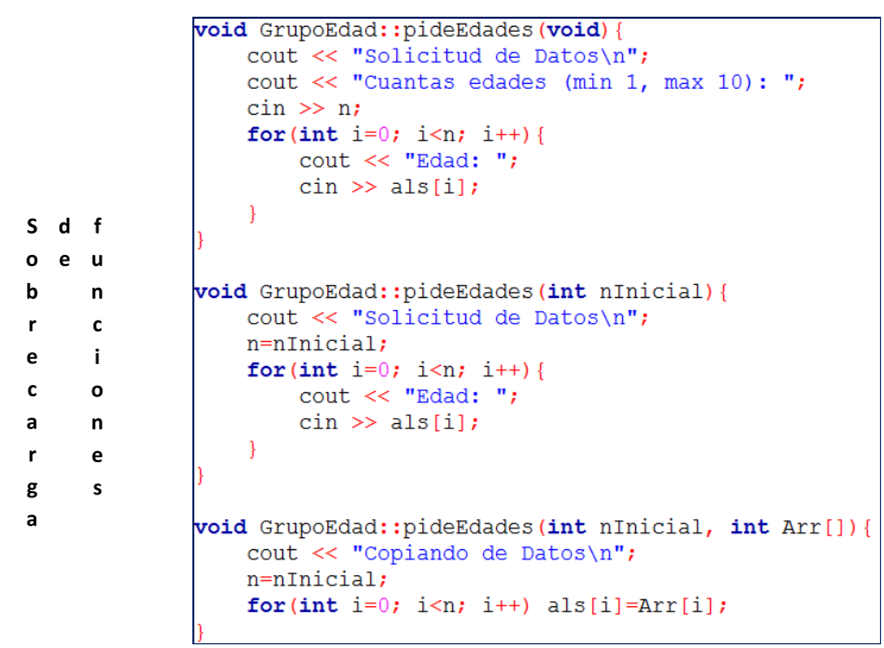 Sobrecarga
de
funciones
void GrupoEdad::pideEdades(void){
    cout << "Solicitud de Datos\n";
    cout << "Cuantas edades (min 1, max 10): ";
    cin >> n;
    for(int i=0; i<n; i++){
        cout << "Edad: ";
        cin >> als[i];
    }
}

void GrupoEdad::pideEdades(int nInicial){
    cout << "Solicitud de Datos\n";
    n=nInicial;
    for(int i=0; i<n; i++){
        cout << "Edad: ";
        cin >> als[i];
    }
}

void GrupoEdad::pideEdades(int nInicial, int Arr[]){
    cout << "Copiando de Datos\n";
    n=nInicial;
    for(int i=0; i<n; i++) als[i]=Arr[i];
}